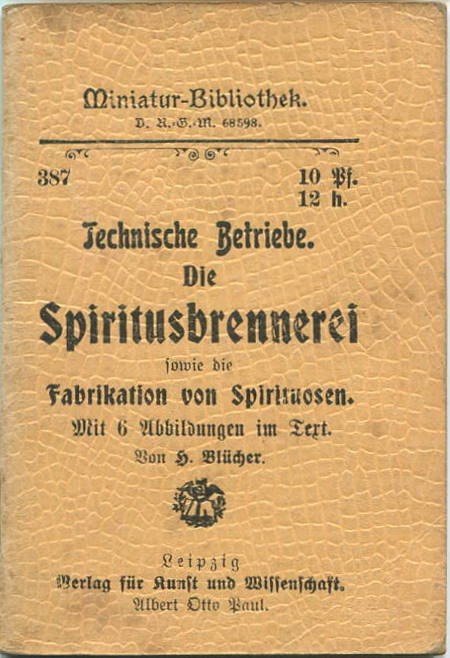 Miniatur-Bibliothek.
D. R.-G.-M. 68598.
387
10 Pf.
12 h.
Technische Betriebe.
Die
Spiritusbrennerei
sowie die
Fabrikation von Spirituosen.
Mit 6 Abbildungen im Text.
Von H. Blücher.
Leipzig
Verlag für Kunst und Wissenschaft.
Albert Otto Paul.